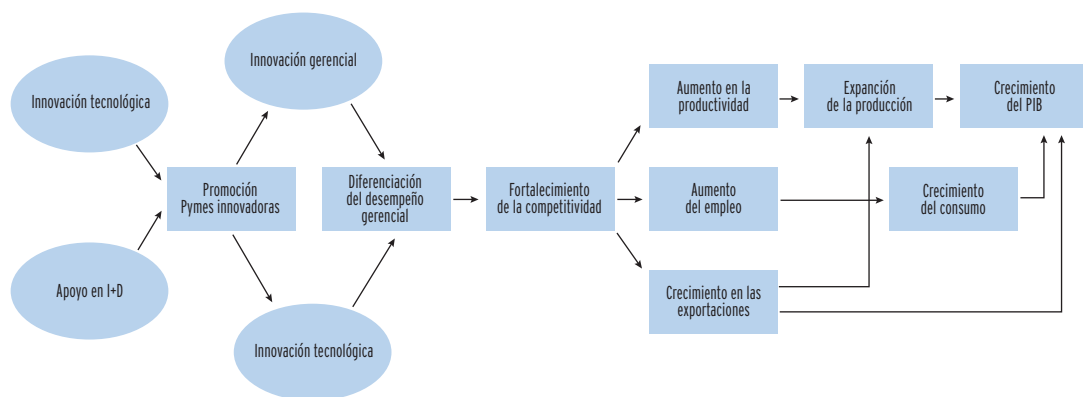 Innovación tecnológica
Apoyo en I+D
Promoción
Pymes innovadoras
Innovación gerencial
Innovación tecnológica
Diferenciación
del desempeño
gerencial
Fortalecimiento
de la competitividad
Aumento en la
productividad
Expansión
de la producción
Crecimiento
del PIB
Aumento
del empleo
Crecimiento
del consumo
Crecimiento en las
exportaciones